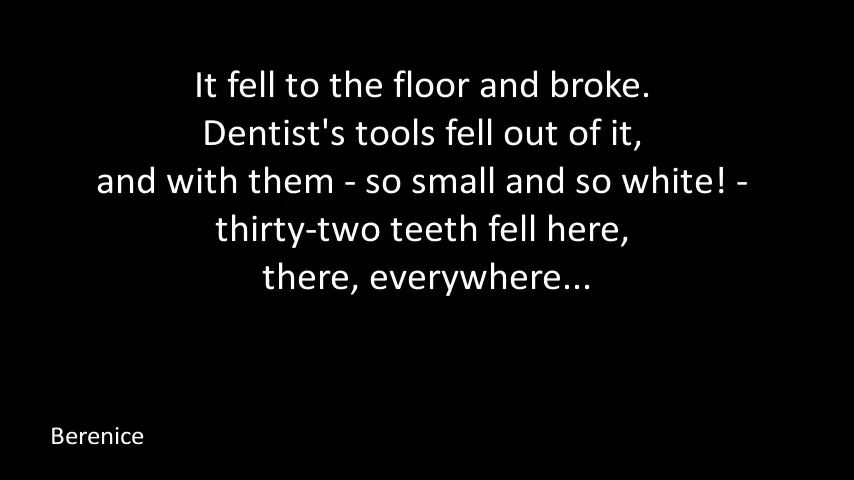 It fell to the floor and broke.
Dentist's tools fell out of it,
and with them - so small and so white! -
thirty-two teeth fell here,
there, everywhere...
Berenice